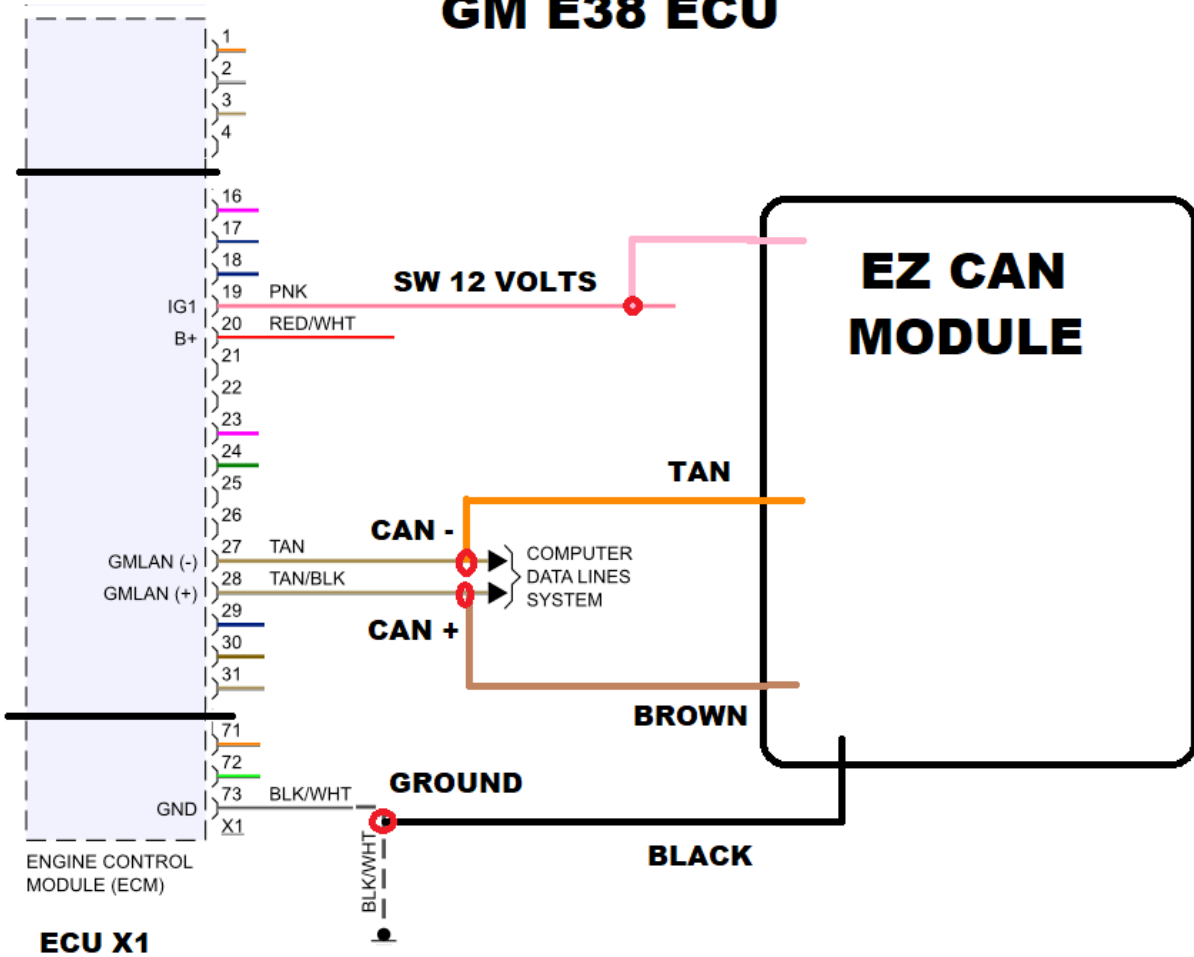 GM E38 ECU
1
2
3
4
16
17
18
IG1 19 PNK SW 12 VOLTS
B+ 20 RED/WHT
21
22
23
24
25
26
GMLAN (-) 27 TAN
GMLAN (+) 28 TAN/BLK
29
30
31
71
72
GND 73 BLK/WHT
X1
ENGINE CONTROL
MODULE (ECM)
ECU X1
CAN -
CAN +
COMPUTER
DATA LINES
SYSTEM
TAN
BROWN
GROUND
BLACK
BLK/WHT
EZ CAN
MODULE